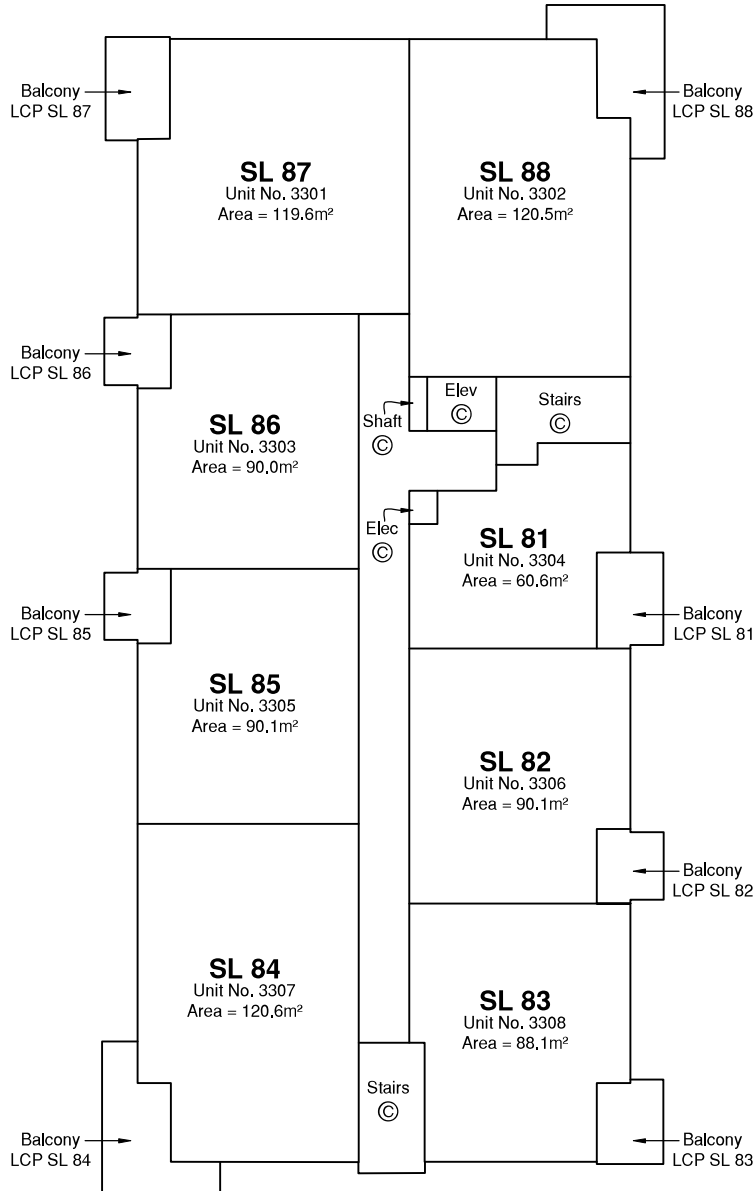 Balcony
LCP SL 87
Balcony
LCP SL 88
SL 87
Unit No. 3301
Area = 119.6m²
SL 88
Unit No. 3302
Area = 120.5m²
Balcony
LCP SL 86
SL 86
Unit No. 3303
Area = 90.0m²
Shaft
©
Elev
©
Stairs
©
Elec
©
SL 81
Unit No. 3304
Area = 60.6m²
Balcony
LCP SL 85
Balcony
LCP SL 81
SL 85
Unit No. 3305
Area = 90.1m²
SL 82
Unit No. 3306
Area = 90.1m²
Balcony
LCP SL 82
SL 84
Unit No. 3307
Area = 120.6m²
SL 83
Unit No. 3308
Area = 88.1m²
Stairs
©
Balcony
LCP SL 84
Balcony
LCP SL 83